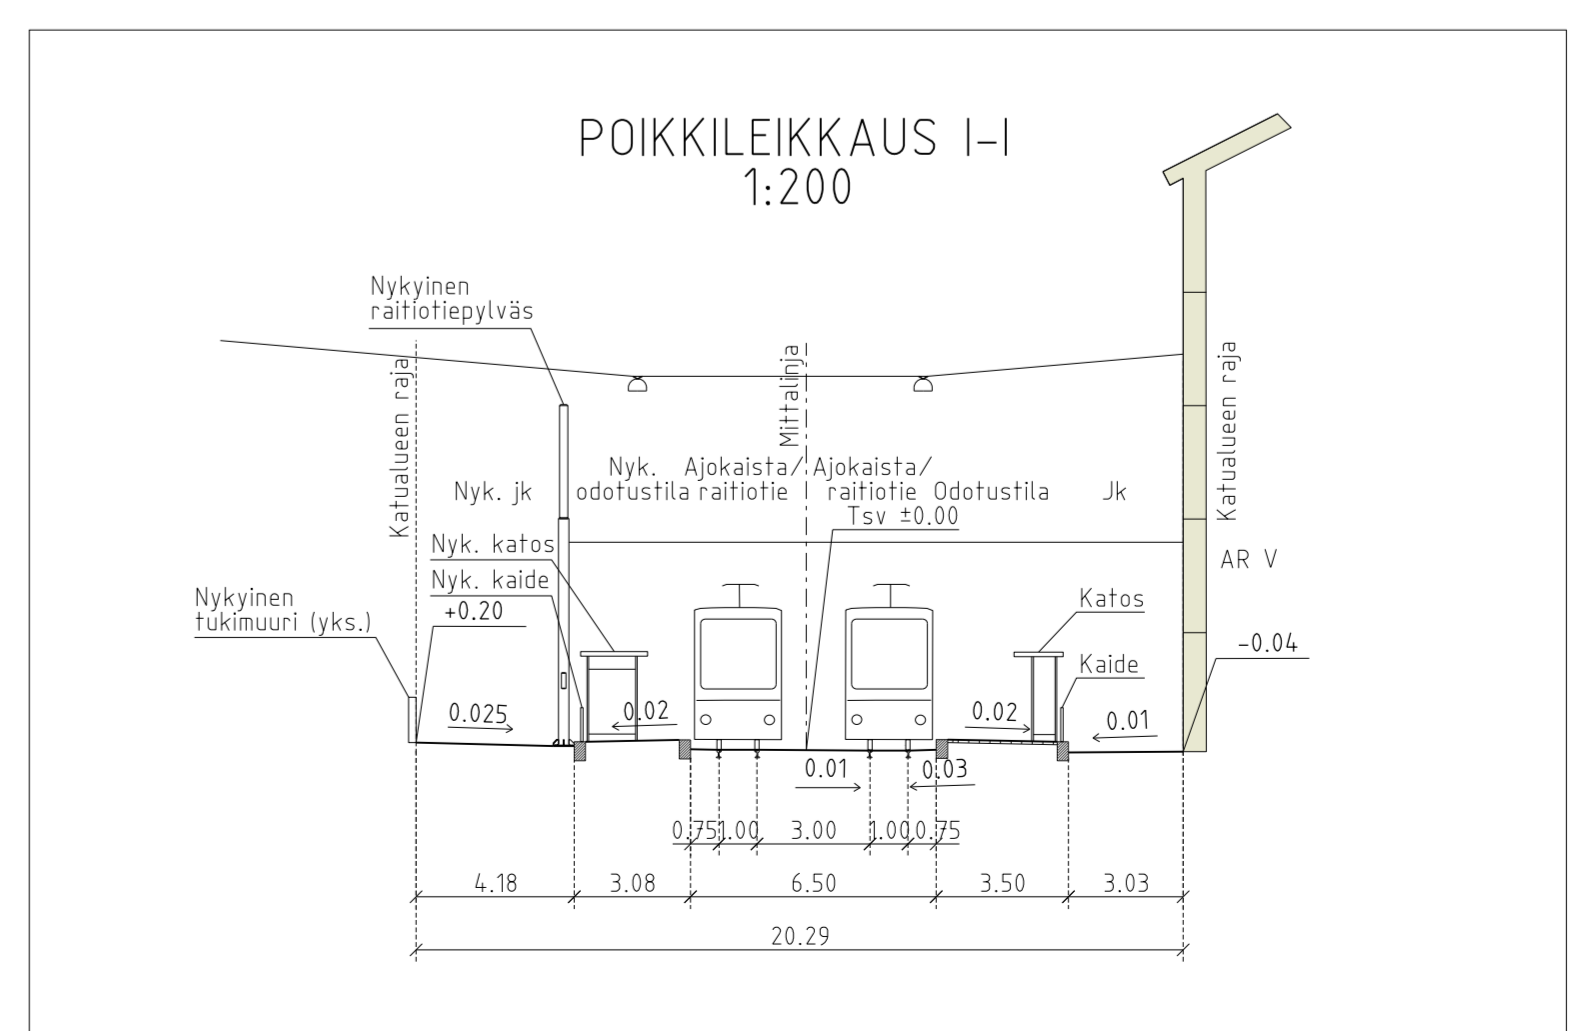 POIKKILEIKKAUS I-I
1:200
Nykyinen
raitiotiepylväs
Katualueen raja
Mittalinja
Katualueen raja
Nyk. jk
Nyk.
odotustila
Ajokaista/
raitiotie
Ajokaista/
raitiotie
Odotustila
Jk
Tsv ±0.00
Nyk. katos
Nyk. kaide
+0.20
Nykyinen
tukimuuri (yks.)
AR V
Katos
Kaide
-0.04
0.025
0.02
0.02
0.01
0.01
0.03
0.75
1.00
3.00
1.00
0.75
4.18
3.08
6.50
3.50
3.03
20.29